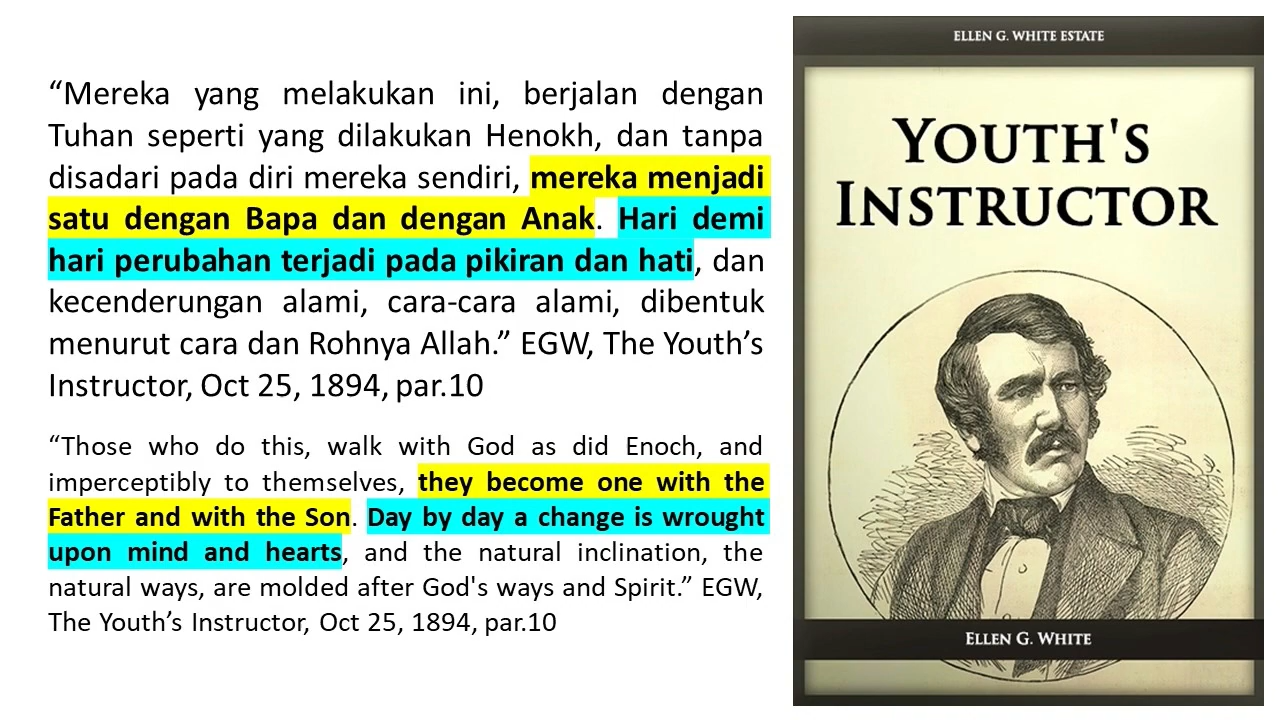 “Mereka yang melakukan ini, berjalan dengan
Tuhan seperti yang dilakukan Henokh, dan tanpa
disadari pada diri mereka sendiri, mereka menjadi
satu dengan Bapa dan dengan Anak. Hari demi
hari perubahan terjadi pada pikiran dan hati, dan
kecenderungan alami, cara-cara alami, dibentuk
menurut cara dan Rohnya Allah.” EGW, The Youth’s
Instructor, Oct 25, 1894, par.10
“Those who do this, walk with God as did Enoch, and
imperceptibly to themselves, they become one with the
Father and with the Son. Day by day a change is wrought
upon mind and hearts, and the natural inclination, the
natural ways, are molded after God's ways and Spirit.” EGW,
The Youth’s Instructor, Oct 25, 1894, par.10
ELLEN G. WHITE ESTATE
YOUTH'S
INSTRUCTOR
ELLEN G. WHITE